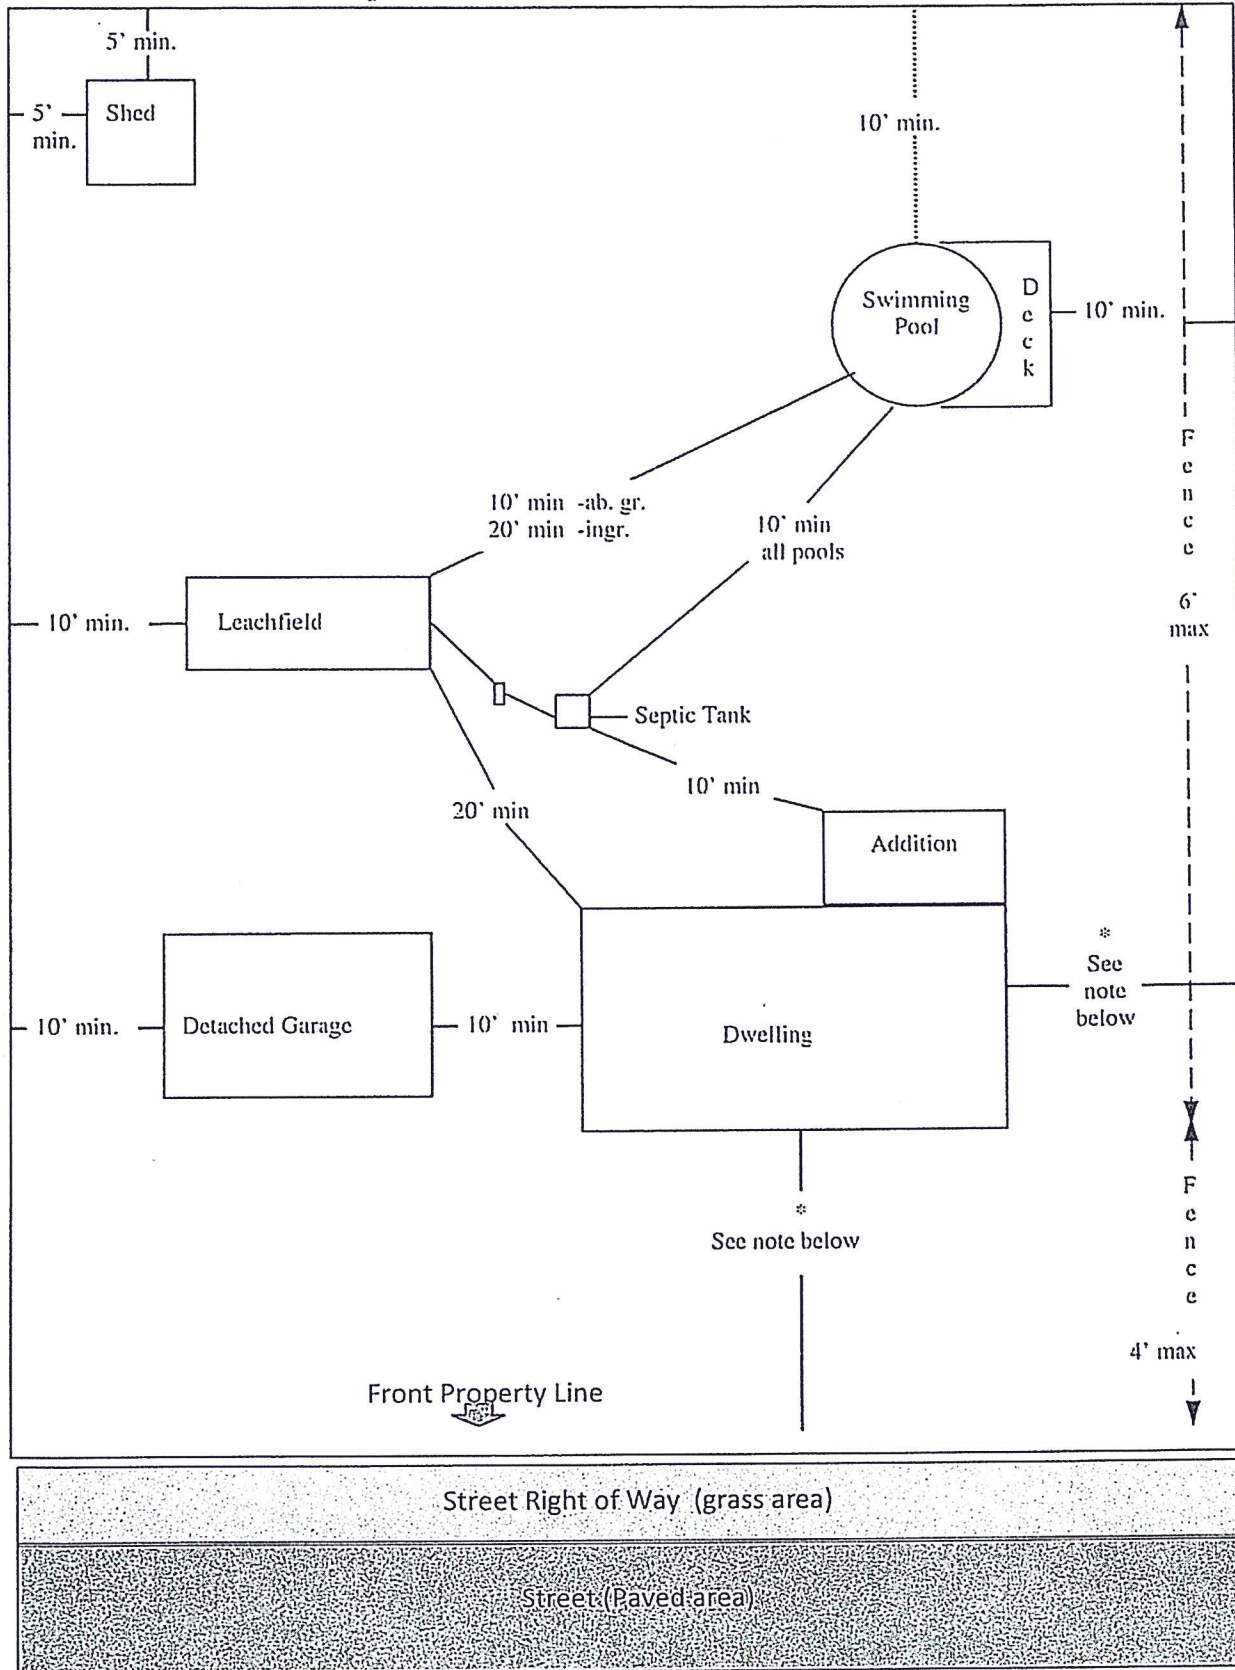 5' min.
5'
min.
Shed
10' min.
Swimming
Pool
Deck
10' min.
10' min -ab. gr.
20' min -ingr.
10' min
all pools
Fence
6'
max
10' min.
Leachfield
Septic Tank
10' min
20' min
Addition
*
See
note
below
10' min.
Detached Garage
10' min
Dwelling
*
See note below
Fence
4' max
Front Property Line
Street Right of Way (grass area)
Street (Paved area)